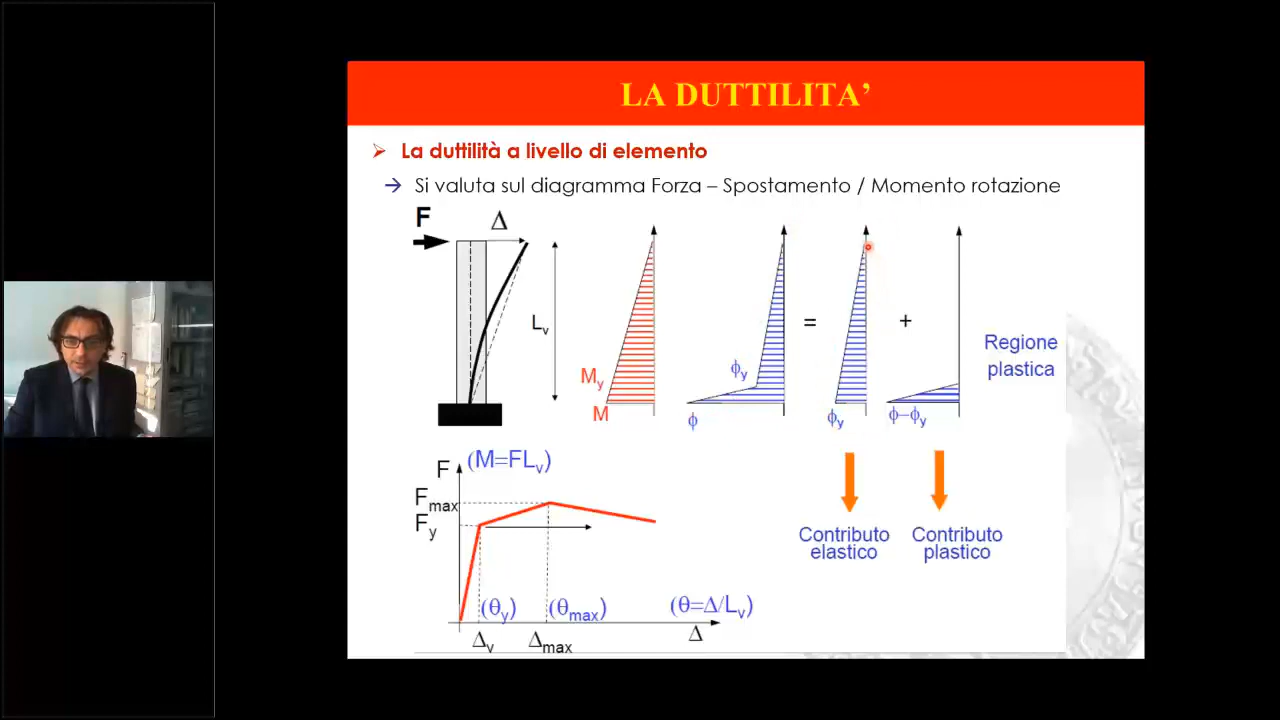 LA DUTTILITA’
La duttilità a livello di elemento
Si valuta sul diagramma Forza – Spostamento / Momento rotazione
F
Δ
Lv
My
M
ϕy
ϕ
=
ϕy
+
ϕ−ϕy
Regione
plastica
Contributo
elastico
Contributo
plastico
F
(M=FLv)
Fmax
Fy
(θy)
(θmax)
(θ=Δ/Lv)
Δ
Δy
Δmax